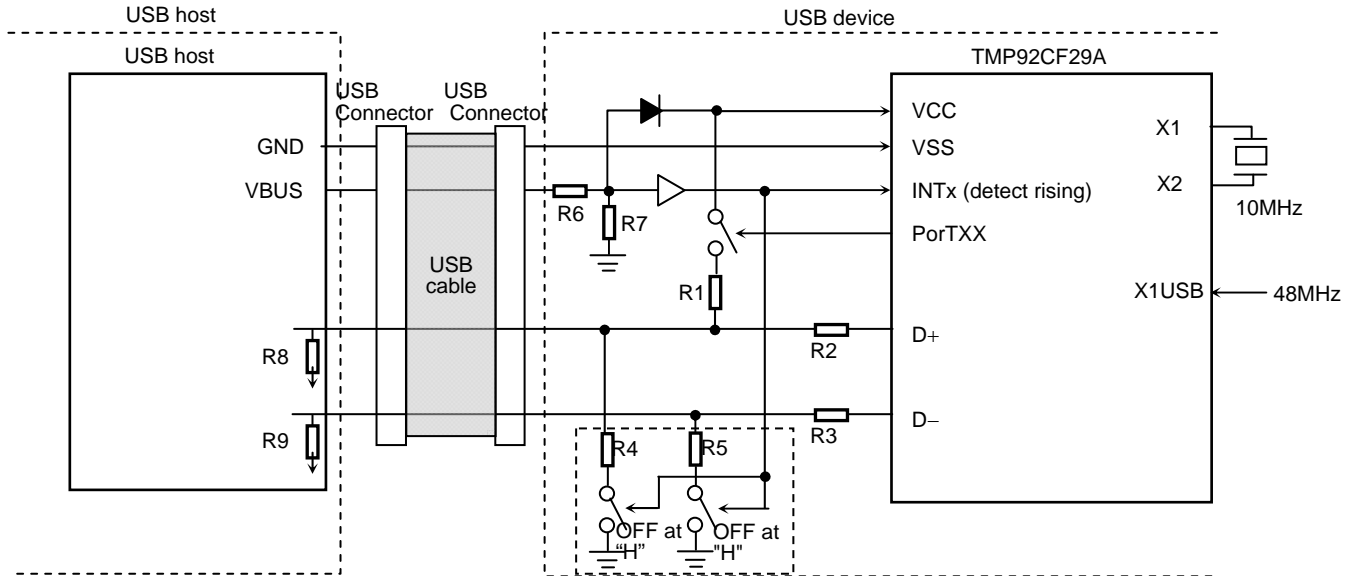 USB host
USB device
USB host
TMP92CF29A
USB
Connector
USB
Connector
VCC
X1
GND
VSS
VBUS
INTx (detect rising)
X2
R6
R7
10MHz
PorTXX
USB
cable
R1
X1USB
48MHz
R8
R2
D+
R9
R3
D−
R4
R5
OFF at
“H”
OFF at
"H"